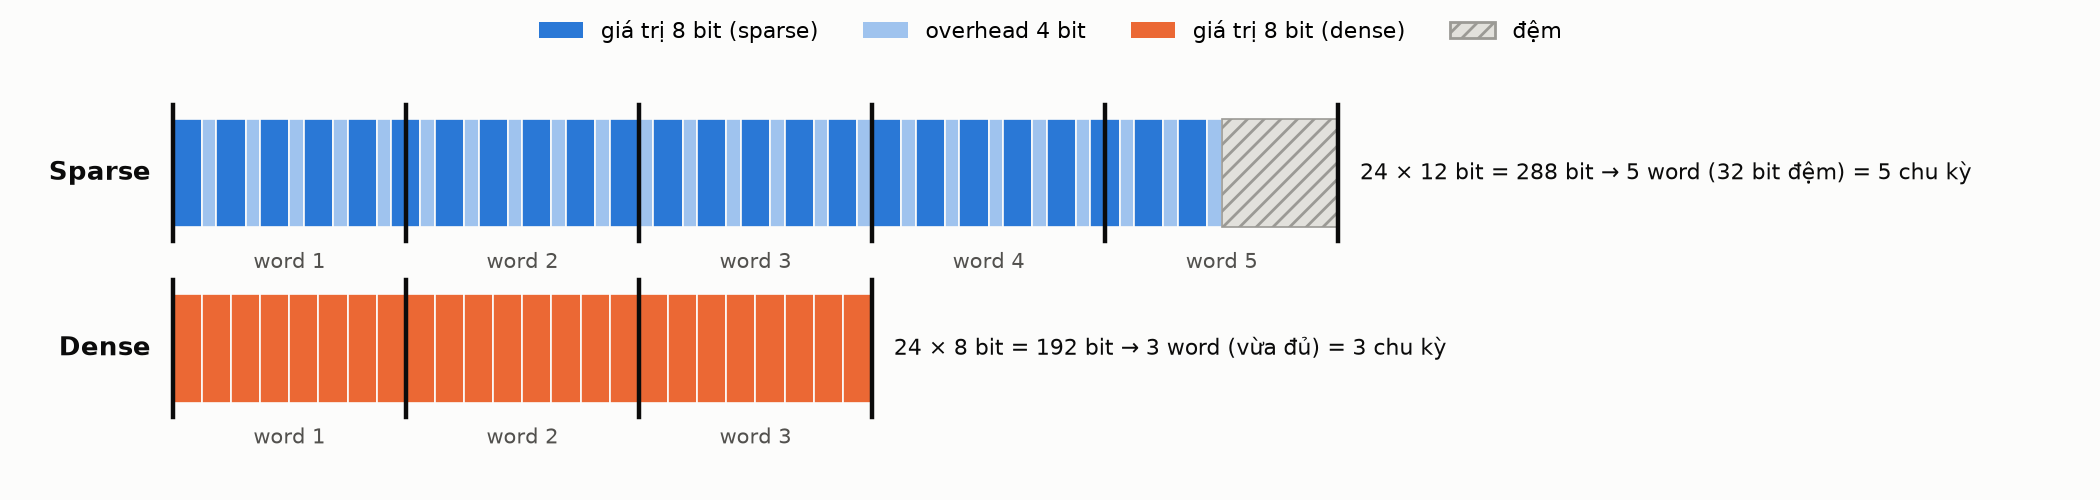 giá trị 8 bit (sparse) overhead 4 bit giá trị 8 bit (dense) đệm
Sparse 24 × 12 bit = 288 bit → 5 word (32 bit đệm) = 5 chu kỳ
word 1 word 2 word 3 word 4 word 5
Dense 24 × 8 bit = 192 bit → 3 word (vừa đủ) = 3 chu kỳ
word 1 word 2 word 3